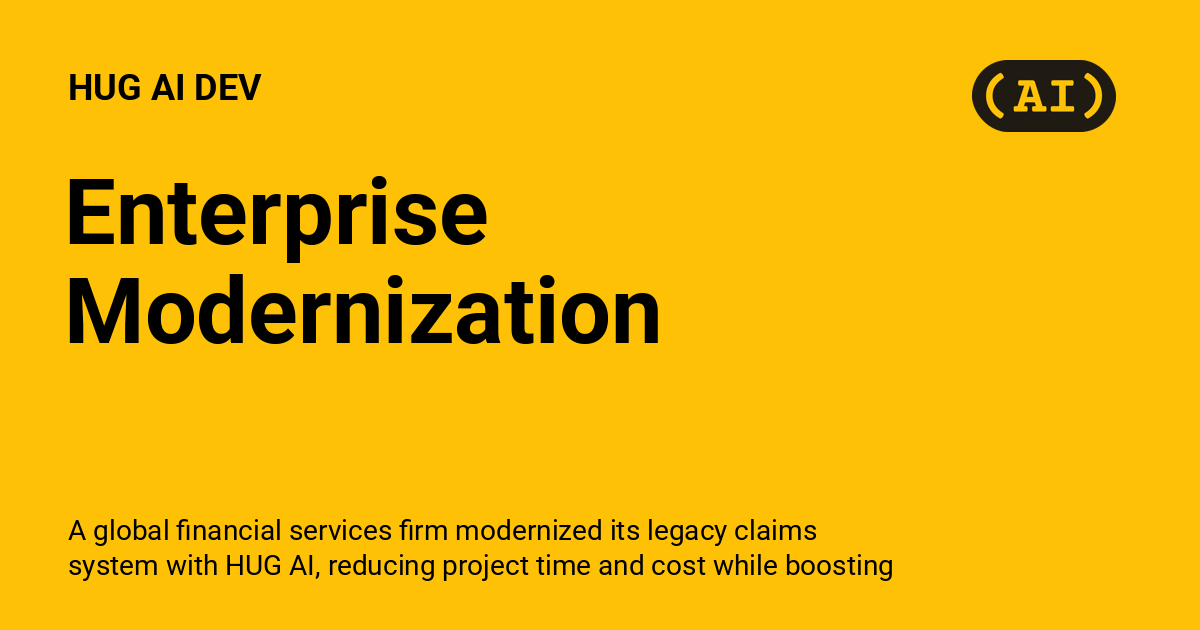 HUG AI DEV
(AI)
Enterprise
Modernization
A global financial services firm modernized its legacy claims
system with HUG AI, reducing project time and cost while boosting